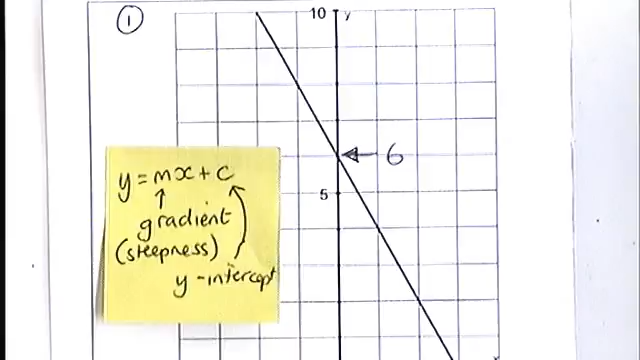 ①
10 y
6
5
y = mx + c
gradient
(steepness)
y-intercept